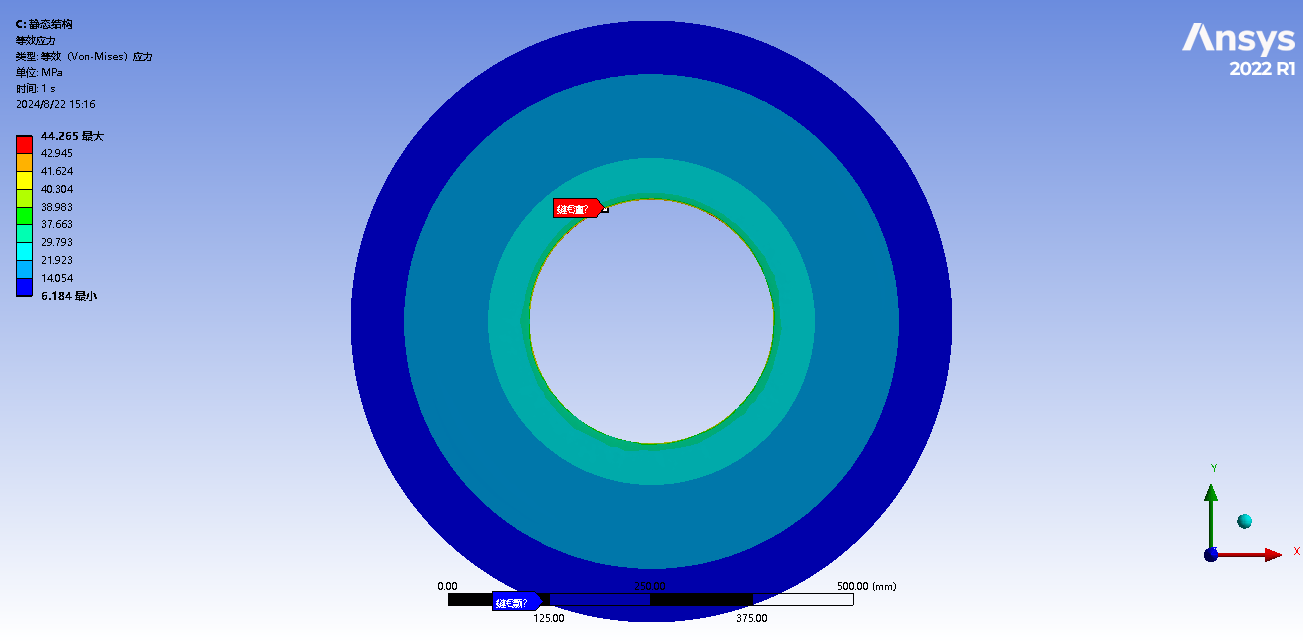 C: 静态结构
等效应力
类型: 等效（Von-Mises）应力
单位: MPa
时间: 1 s
2024/8/22 15:16
44.265 最大
42.945
41.624
40.304
38.983
37.663
29.793
21.923
14.054
6.184 最小
Ansys
2022 R1
Y
X
0.00
250.00
500.00 (mm)
125.00
375.00